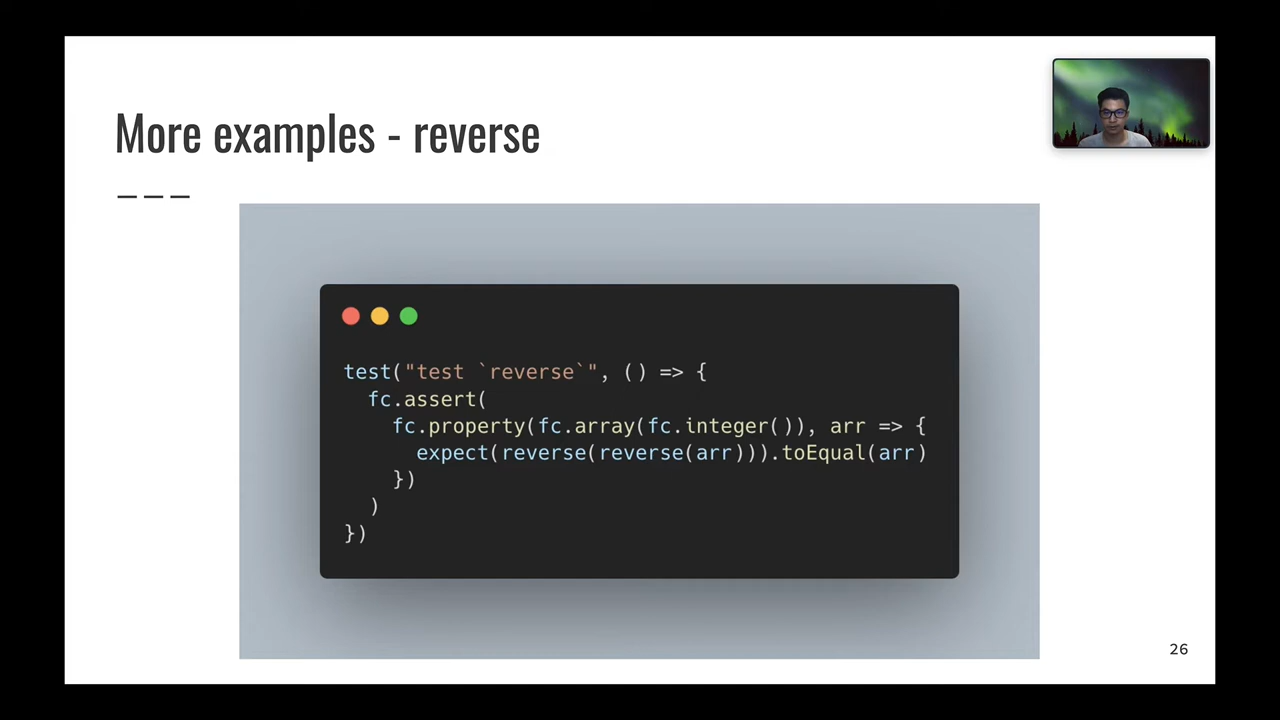 More examples - reverse
test("test `reverse`", () => {
  fc.assert(
    fc.property(fc.array(fc.integer()), arr => {
      expect(reverse(reverse(arr))).toEqual(arr)
    })
  )
})
26